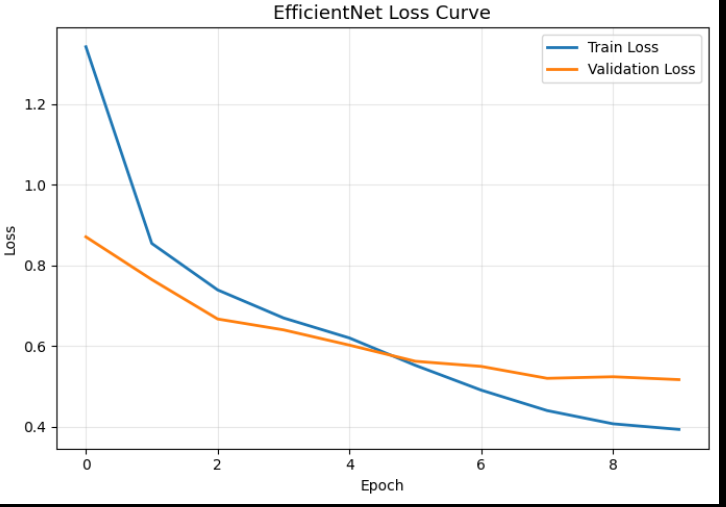 EfficientNet Loss Curve
Train Loss
Validation Loss
1.2
1.0
0.8
0.6
0.4
Loss
0 2 4 6 8
Epoch